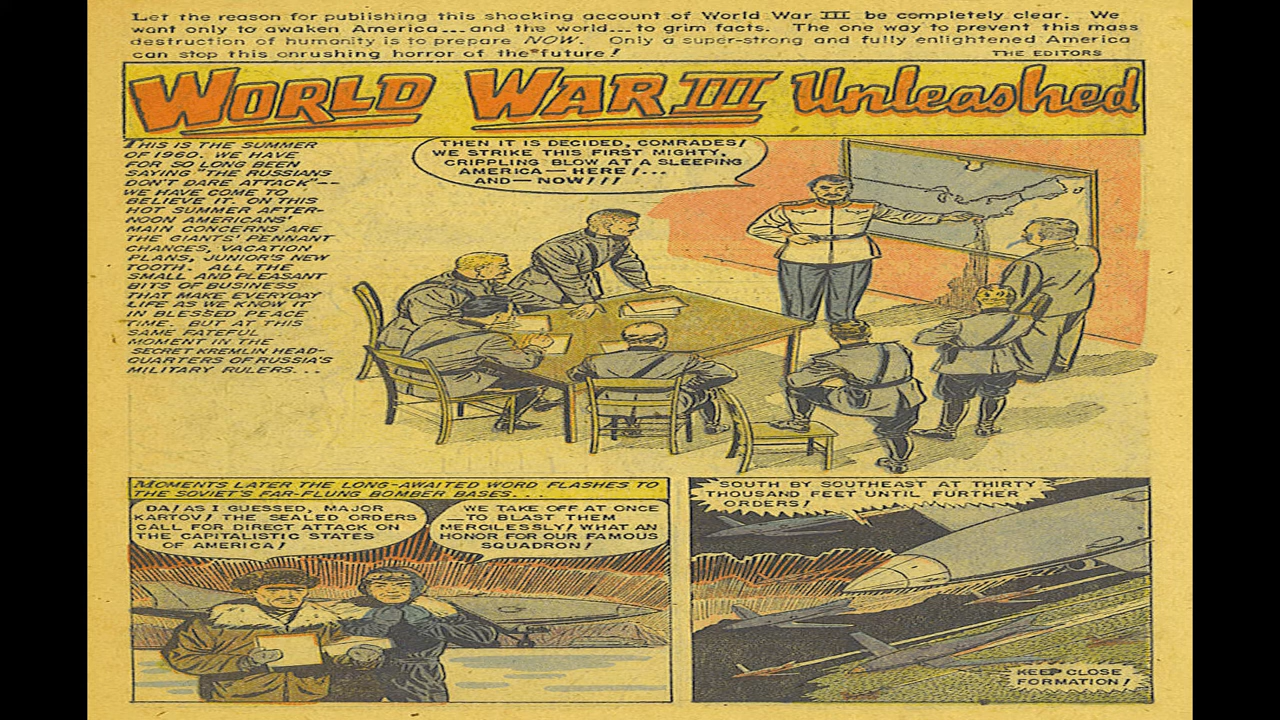 Let the reason for publishing this shocking account of World War III be completely clear. We
want only to awaken America...and the world...to grim facts. The one way to prevent this mass
destruction of humanity is to prepare NOW. Only a super-strong and fully enlightened America
can stop this onrushing horror of the future!
THE EDITORS
WORLD WAR III Unleashed
THIS IS THE SUMMER
OF 1960. WE HAVE
FOR SO LONG BEEN
SAYING "THE RUSSIANS
DON'T DARE ATTACK"--
WE HAVE COME TO
BELIEVE IT. ON THIS
HOT SUMMER AFTER-
NOON AMERICANS'
MAIN CONCERNS ARE
THE GIANTS' PENNANT
CHANCES, VACATION
PLANS, JUNIOR'S NEW
TOOTH. ALL THE
SMALL AND PLEASANT
BITS OF BUSINESS
THAT MAKE EVERYDAY
LIFE AS WE KNOW IT
IN BLESSED PEACE
TIME. BUT AT THIS
SAME FATEFUL
MOMENT IN THE
SECRET KREMLIN HEAD-
QUARTERS OF RUSSIA'S
MILITARY RULERS...
THEN IT IS DECIDED, COMRADES!
WE STRIKE THIS FIRST MIGHTY,
CRIPPLING BLOW AT A SLEEPING
AMERICA — HERE!...
AND — NOW!!!
MOMENTS LATER THE LONG-AWAITED WORD FLASHES TO
THE SOVIET'S FAR-FLUNG BOMBER BASES...
DA! AS I GUESSED, MAJOR
KARTOV! THE SEALED ORDERS
CALL FOR DIRECT ATTACK ON
THE CAPITALISTIC STATES
OF AMERICA!
WE TAKE OFF AT ONCE
TO BLAST THEM
MERCILESSLY! WHAT AN
HONOR FOR OUR FAMOUS
SQUADRON!
SOUTH BY SOUTHEAST AT THIRTY
THOUSAND FEET UNTIL FURTHER
ORDERS!
KEEP CLOSE
FORMATION!